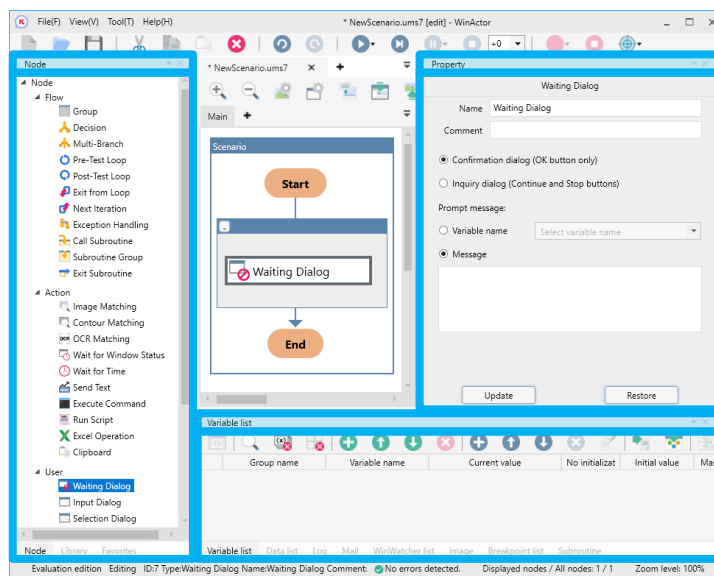 File(F) View(V) Tool(T) Help(H)
* NewScenario.ums7 [edit] - WinActor
+0
Node
Node
Flow
Group
Decision
Multi-Branch
Pre-Test Loop
Post-Test Loop
Exit from Loop
Next Iteration
Exception Handling
Call Subroutine
Subroutine Group
Exit Subroutine
Action
Image Matching
Contour Matching
OCR Matching
Wait for Window Status
Wait for Time
Send Text
Execute Command
Run Script
Excel Operation
Clipboard
User
Waiting Dialog
Input Dialog
Selection Dialog
Node Library Favorites
* NewScenario.ums7
Main
Scenario
Start
Waiting Dialog
End
Property
Waiting Dialog
Name Waiting Dialog
Comment
Confirmation dialog (OK button only)
Inquiry dialog (Continue and Stop buttons)
Prompt message:
Variable name Select variable name
Message
Update Restore
Variable list
Group name Variable name Current value No initializat Initial value Mas
Variable list Data list Log Mail WinWatcher list Image Breakpoint list Subroutine
Evaluation edition Editing ID:7 Type:Waiting Dialog Name:Waiting Dialog Comment: No errors detected. Displayed nodes / All nodes: 1 / 1 Zoom level: 100%